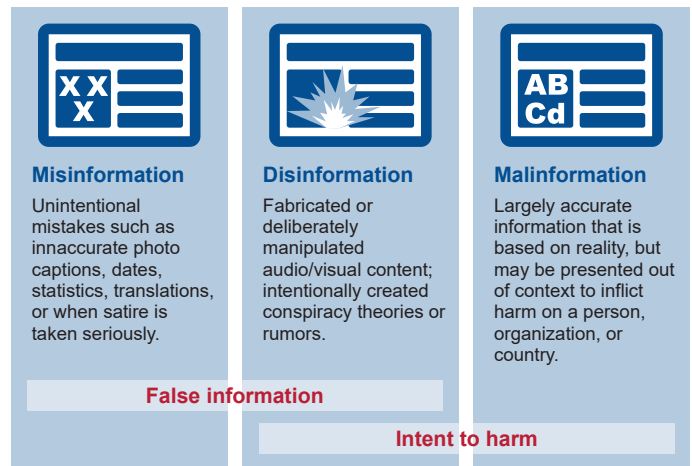 X X
X
Misinformation
Unintentional
mistakes such as
innaccurate photo
captions, dates,
statistics, translations,
or when satire is
taken seriously.
Disinformation
Fabricated or
deliberately
manipulated
audio/visual content;
intentionally created
conspiracy theories or
rumors.
AB
Cd
Malinformation
Largely accurate
information that is
based on reality, but
may be presented out
of context to inflict
harm on a person,
organization, or
country.
False information
Intent to harm